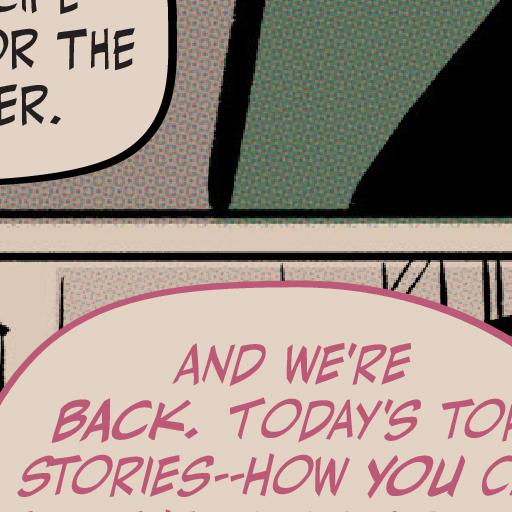 OR THE
ER.
AND WE'RE
BACK. TODAY'S TOP
STORIES--HOW YOU C